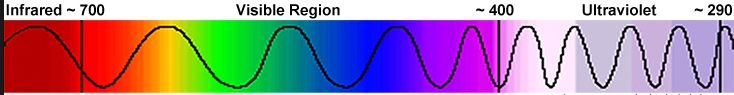 Infrared ~ 700 Visible Region ~ 400 Ultraviolet ~ 290